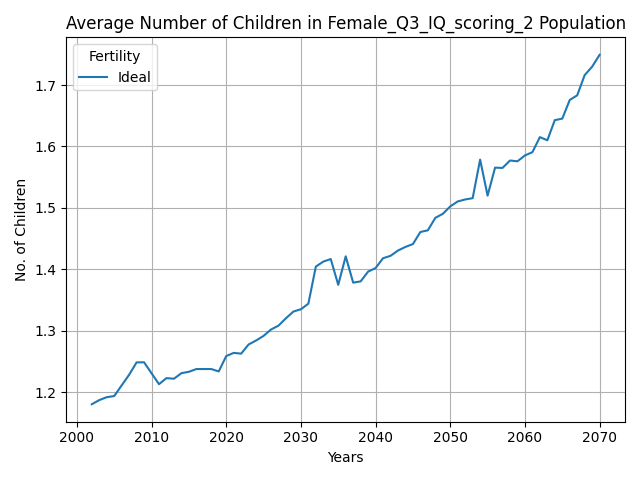 Average Number of Children in Female_Q3_IQ_scoring_2 Population
Fertility
Ideal
1.7
1.6
1.5
1.4
1.3
1.2
No. of Children
2000 2010 2020 2030 2040 2050 2060 2070
Years